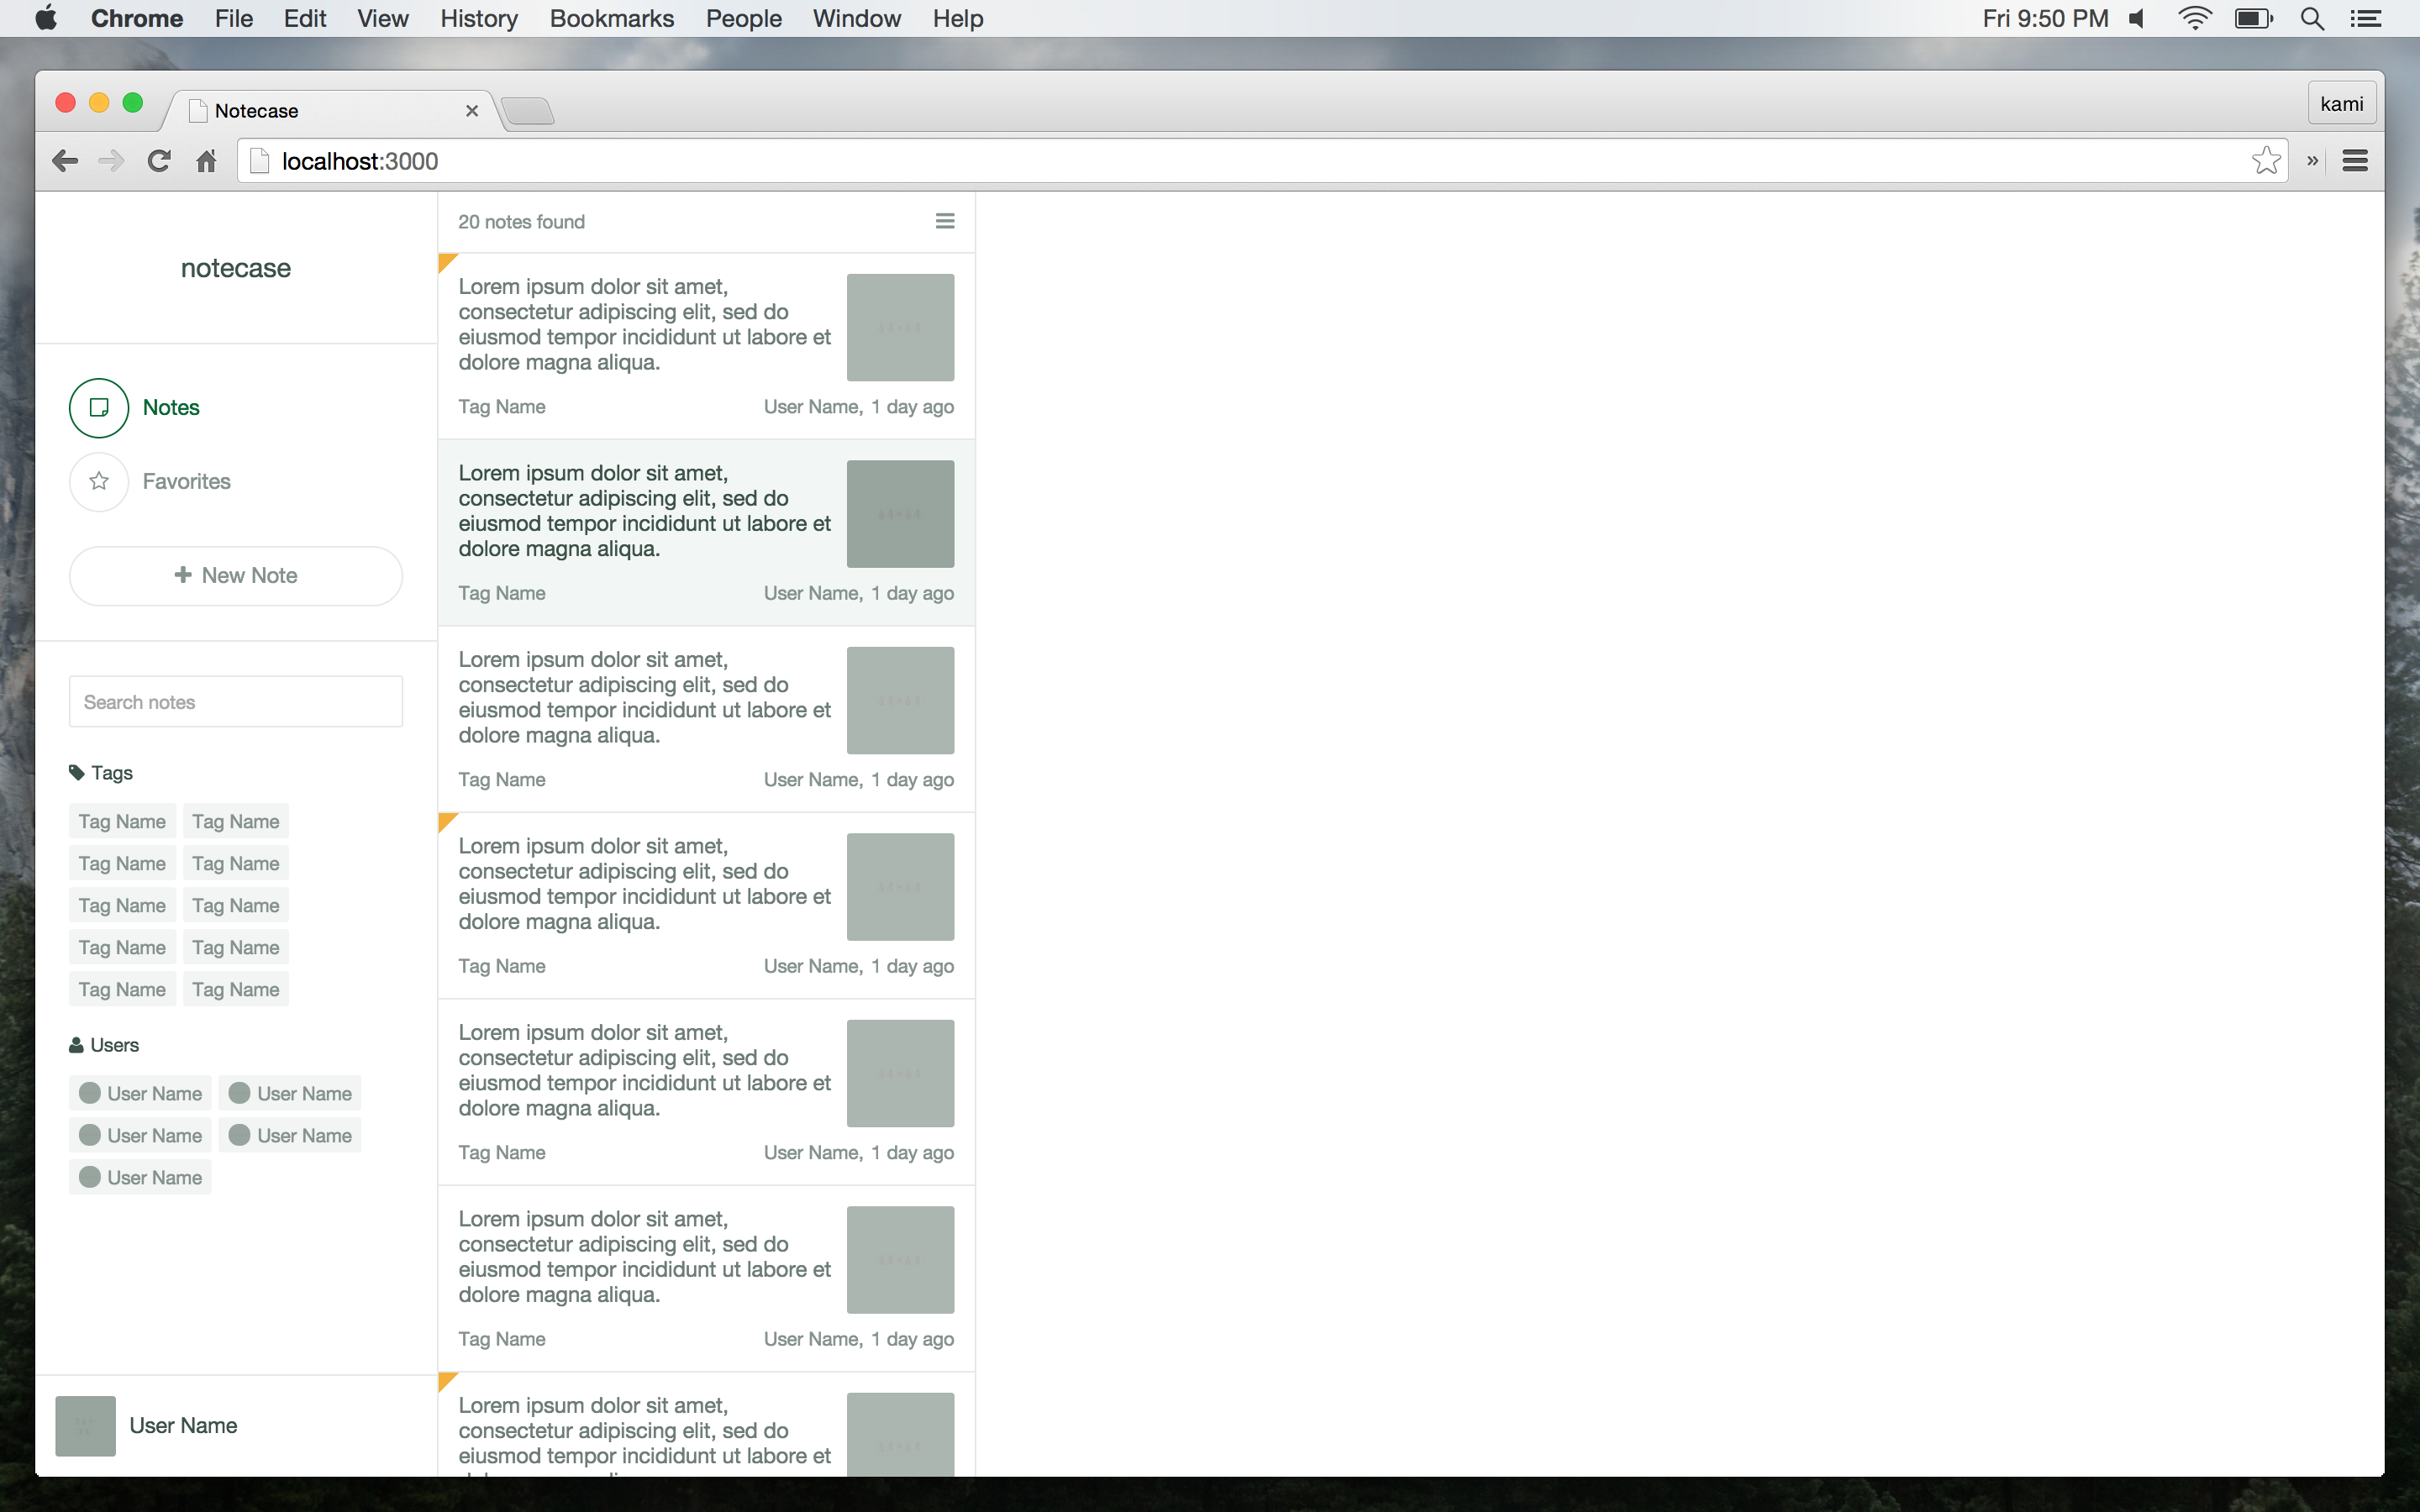 Chrome File Edit View History Bookmarks People Window Help Fri 9:50 PM
Notecase kami
localhost:3000
notecase
Notes
Favorites
New Note
Search notes
Tags
Tag Name Tag Name
Tag Name Tag Name
Tag Name Tag Name
Tag Name Tag Name
Tag Name Tag Name
Users
User Name User Name
User Name User Name
User Name
User Name
20 notes found
Lorem ipsum dolor sit amet,
consectetur adipiscing elit, sed do
eiusmod tempor incididunt ut labore et
dolore magna aliqua.
Tag Name User Name, 1 day ago
Lorem ipsum dolor sit amet,
consectetur adipiscing elit, sed do
eiusmod tempor incididunt ut labore et
dolore magna aliqua.
Tag Name User Name, 1 day ago
Lorem ipsum dolor sit amet,
consectetur adipiscing elit, sed do
eiusmod tempor incididunt ut labore et
dolore magna aliqua.
Tag Name User Name, 1 day ago
Lorem ipsum dolor sit amet,
consectetur adipiscing elit, sed do
eiusmod tempor incididunt ut labore et
dolore magna aliqua.
Tag Name User Name, 1 day ago
Lorem ipsum dolor sit amet,
consectetur adipiscing elit, sed do
eiusmod tempor incididunt ut labore et
dolore magna aliqua.
Tag Name User Name, 1 day ago
Lorem ipsum dolor sit amet,
consectetur adipiscing elit, sed do
eiusmod tempor incididunt ut labore et
dolore magna aliqua.
Tag Name User Name, 1 day ago
Lorem ipsum dolor sit amet,
consectetur adipiscing elit, sed do
eiusmod tempor incididunt ut labore et